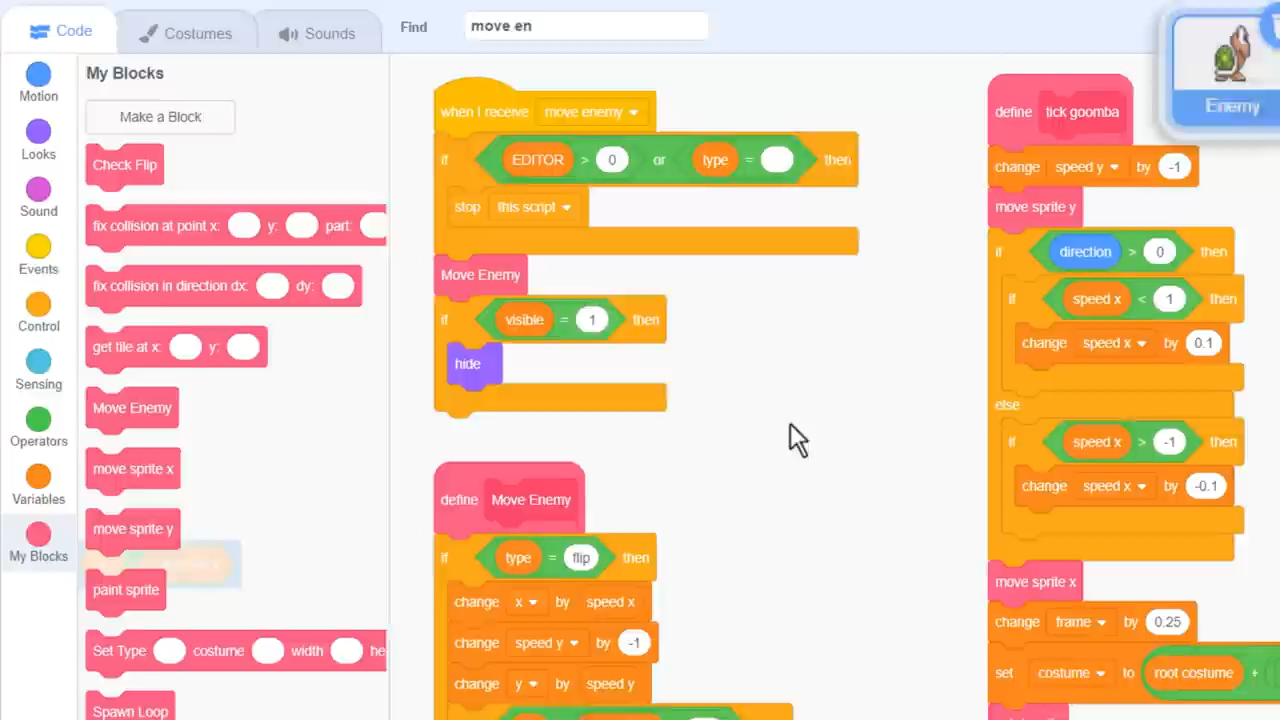 Code
Costumes
Sounds
Find
move en
Motion
Looks
Sound
Events
Control
Sensing
Operators
Variables
My Blocks
My Blocks
Make a Block
Check Flip
fix collision at point x: y: part:
fix collision in direction dx: dy:
get tile at x: y:
Move Enemy
move sprite x
move sprite y
paint sprite
Set Type costume width he
Spawn Loop
when I receive move enemy
if EDITOR > 0 or type = then
stop this script
Move Enemy
if visible = 1 then
hide
define Move Enemy
if type = flip then
change x by speed x
change speed y by -1
change y by speed y
define tick goomba
change speed y by -1
move sprite y
if direction > 0 then
if speed x < 1 then
change speed x by 0.1
else
if speed x > -1 then
change speed x by -0.1
move sprite x
change frame by 0.25
set costume to root costume +
Enemy